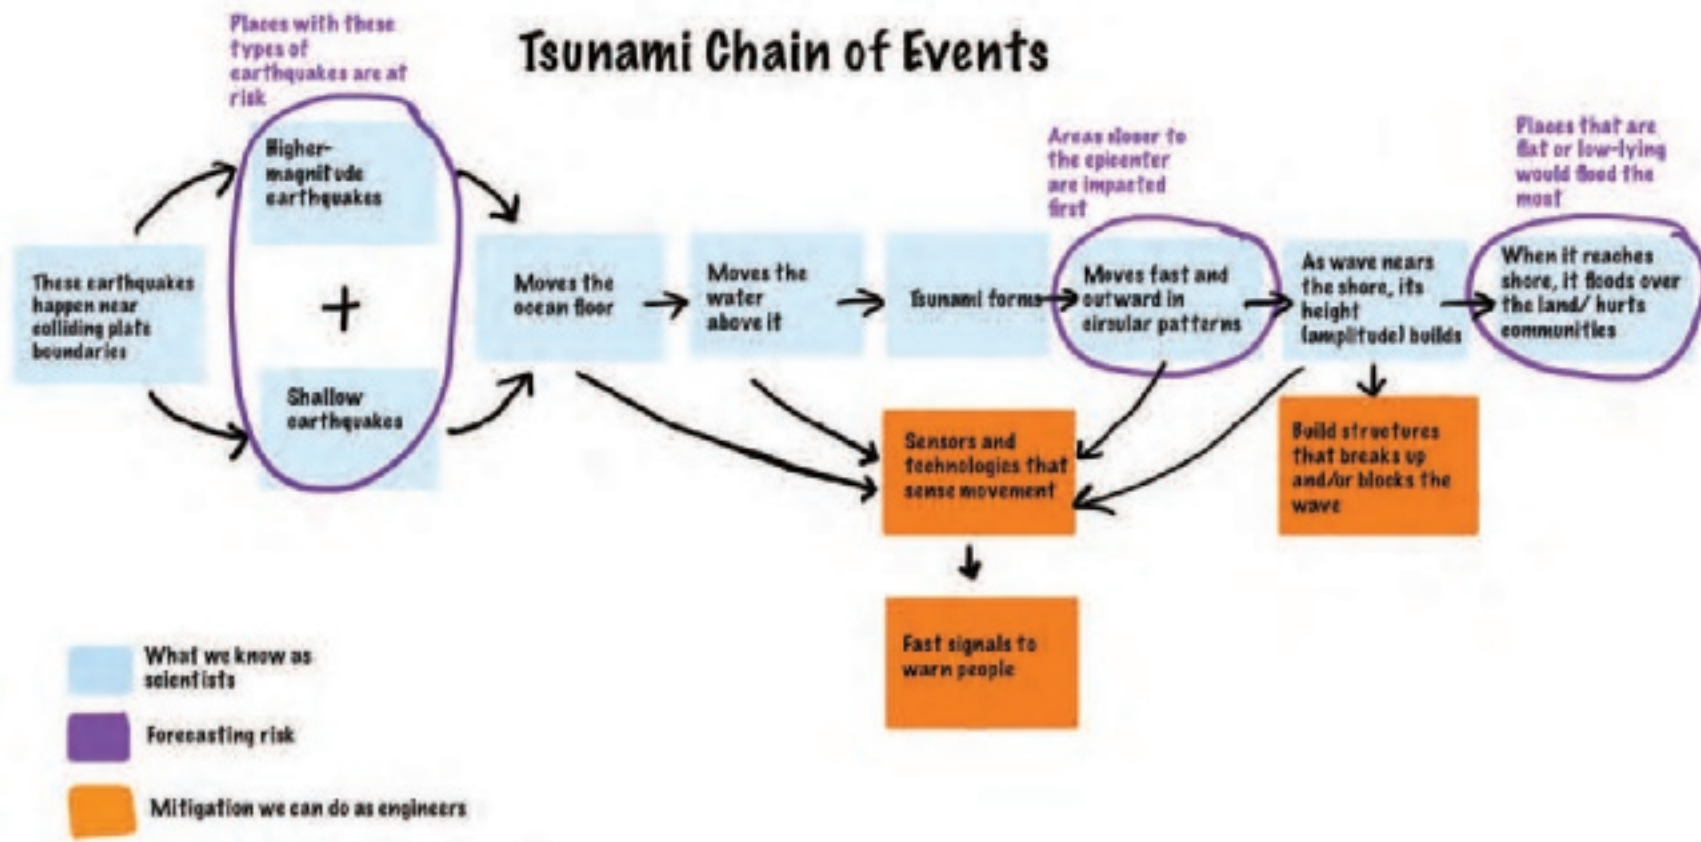 Tsunami Chain of Events
Places with these
types of
earthquakes are at
risk
Higher-
magnitude
earthquakes
+
Shallow
earthquakes
These earthquakes
happen near
colliding plate
boundaries
Moves the
ocean floor
Moves the
water
above it
Tsunami forms
Areas closer to
the epicenter
are impacted
first
Moves fast and
outward in
circular patterns
As wave nears
the shore, its
height
(amplitude) builds
Places that are
flat or low-lying
would flood the
most
When it reaches
shore, it floods over
the land/ hurts
communities
Sensors and
technologies that
sense movement
Build structures
that breaks up
and/or blocks the
wave
Fast signals to
warn people
What we know as
scientists
Forecasting risk
Mitigation we can do as engineers